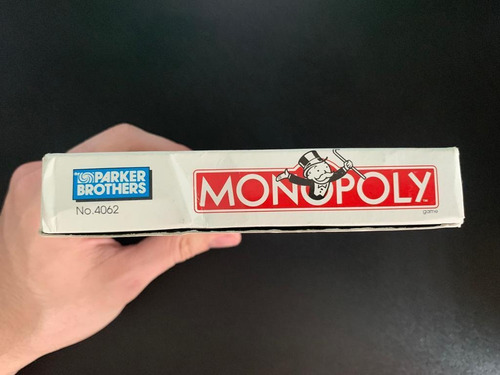 PARKER
BROTHERS
No.4062
MONOPOLY
game